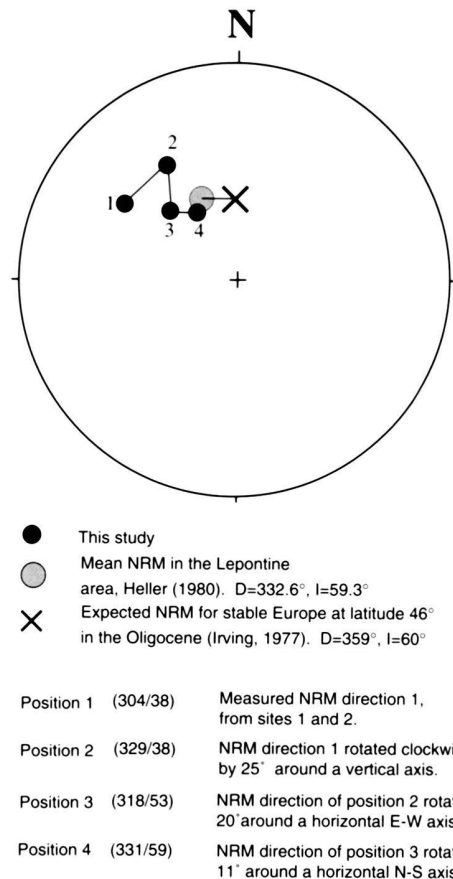 N
2
1
3
4
This study
Mean NRM in the Lepontine
area, Heller (1980). D=332.6°, I=59.3°
Expected NRM for stable Europe at latitude 46°
in the Oligocene (Irving, 1977). D=359°, I=60°
Position 1 (304/38) Measured NRM direction 1,
from sites 1 and 2.
Position 2 (329/38) NRM direction 1 rotated
by 25° around a vertical axis.
Position 3 (318/53) NRM direction of position 2
20° around a horizontal E-W axis
Position 4 (331/59) NRM direction of position 3
11° around a horizontal N-S axis